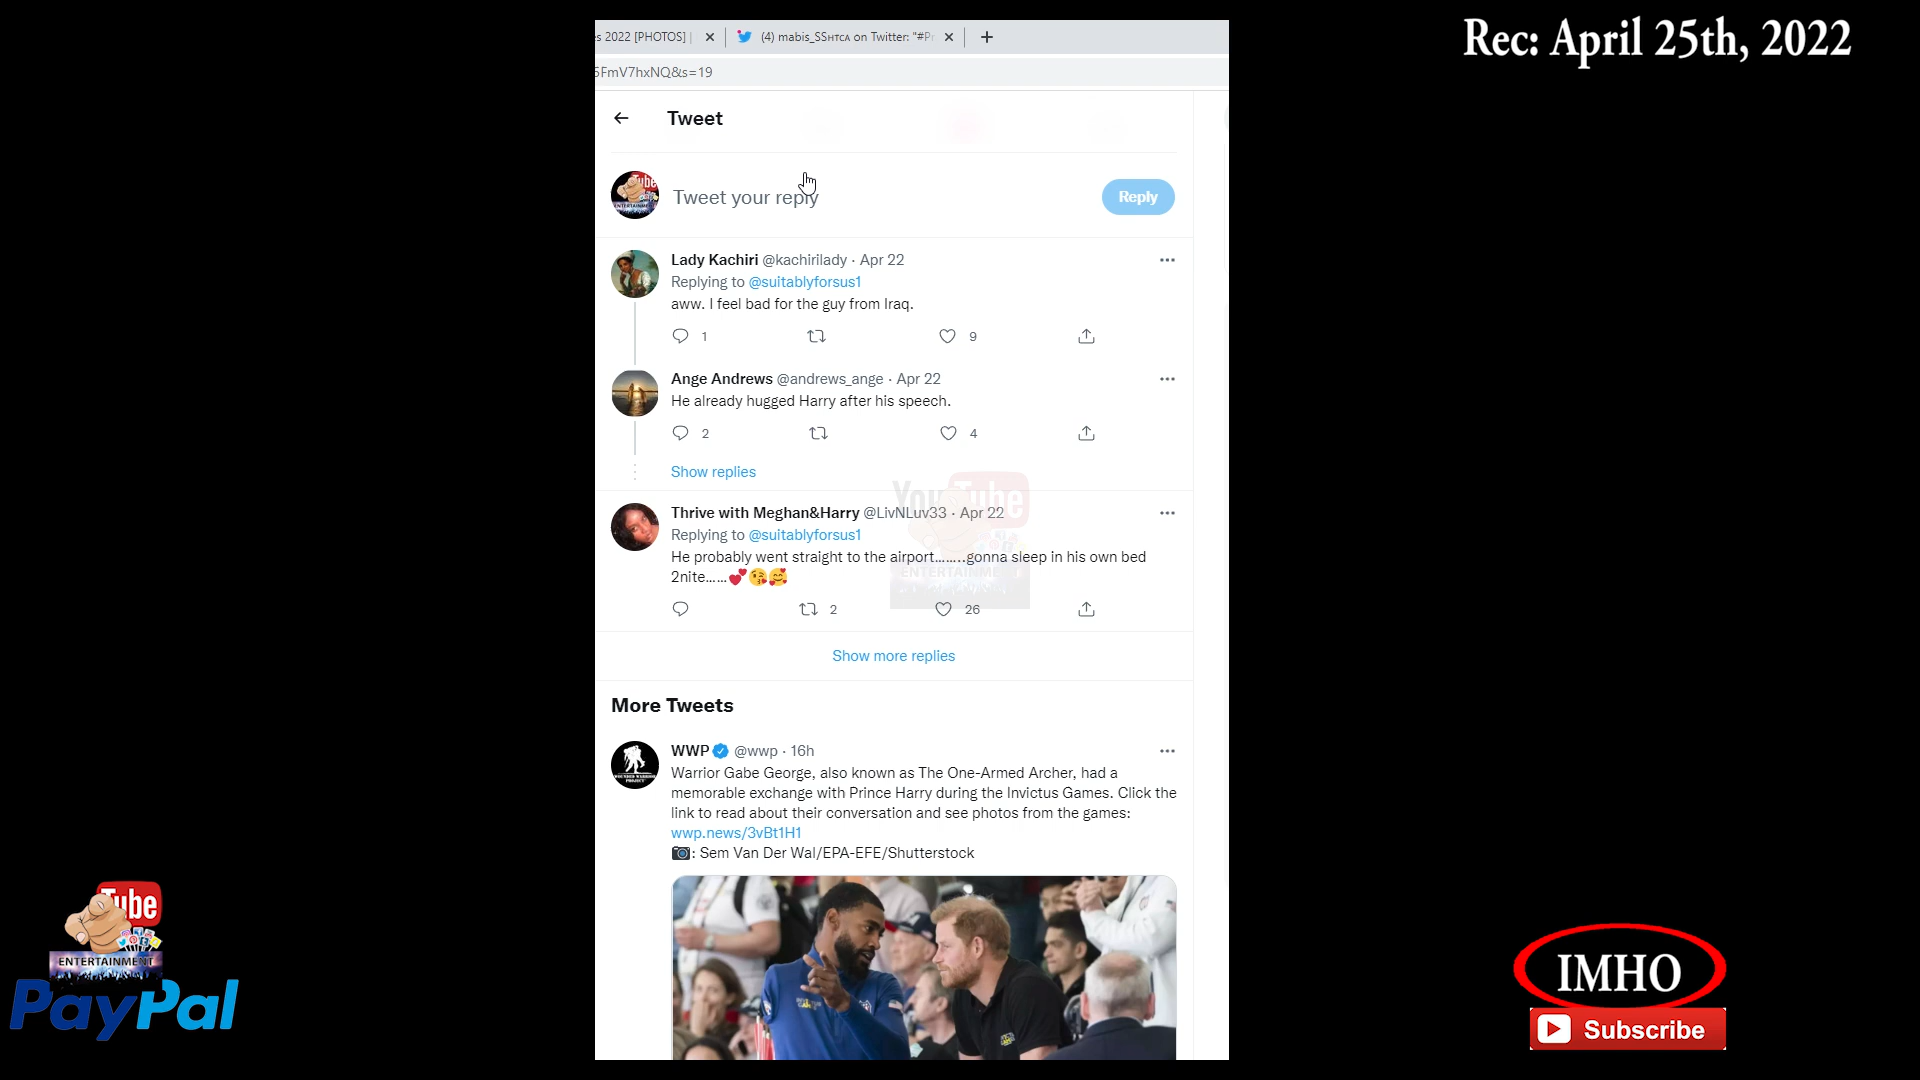 Rec: April 25th, 2022
s 2022 [PHOTOS] |
(4) mabis_SSHTCA on Twitter: "#Pr
5FmV7hxNQ&s=19
Tweet
Tweet your reply
Reply
Lady Kachiri @kachirilady · Apr 22
Replying to @suitablyforsus1
aww. I feel bad for the guy from Iraq.
1
9
Ange Andrews @andrews_ange · Apr 22
He already hugged Harry after his speech.
2
4
Show replies
Thrive with Meghan&Harry @LivNLuv33 · Apr 22
Replying to @suitablyforsus1
He probably went straight to the airport........gonna sleep in his own bed
2nite......💕😘🥰
2
26
YouTube
ENTERTAINME
Show more replies
More Tweets
WWP @wwp · 16h
Warrior Gabe George, also known as The One-Armed Archer, had a
memorable exchange with Prince Harry during the Invictus Games. Click the
link to read about their conversation and see photos from the games:
wwp.news/3vBt1H1
📷: Sem Van Der Wal/EPA-EFE/Shutterstock
Tube
ENTERTAINMENT
PayPal
IMHO
Subscribe